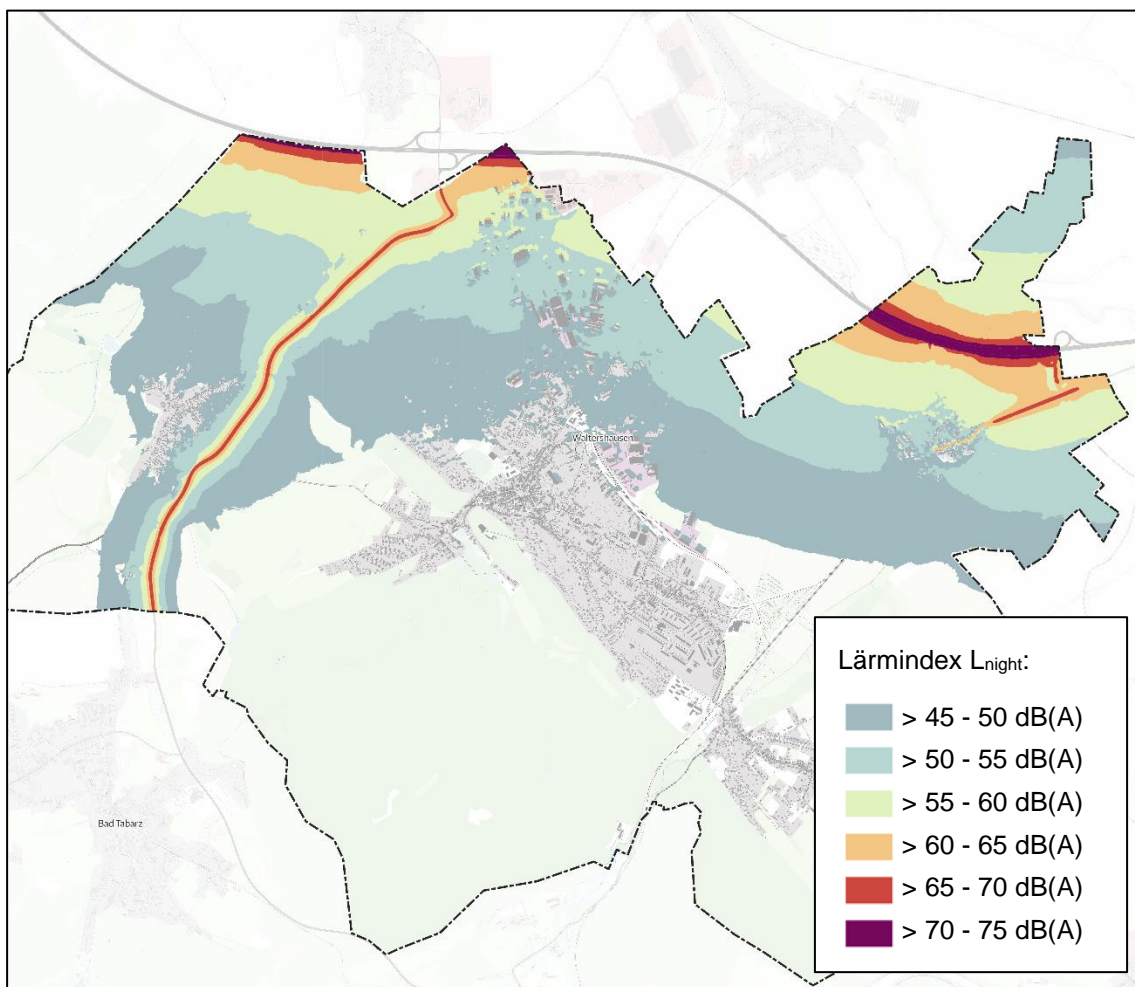 Waltershausen
Bad Tabarz
Lärmindex Lnight:
> 45 - 50 dB(A)
> 50 - 55 dB(A)
> 55 - 60 dB(A)
> 60 - 65 dB(A)
> 65 - 70 dB(A)
> 70 - 75 dB(A)